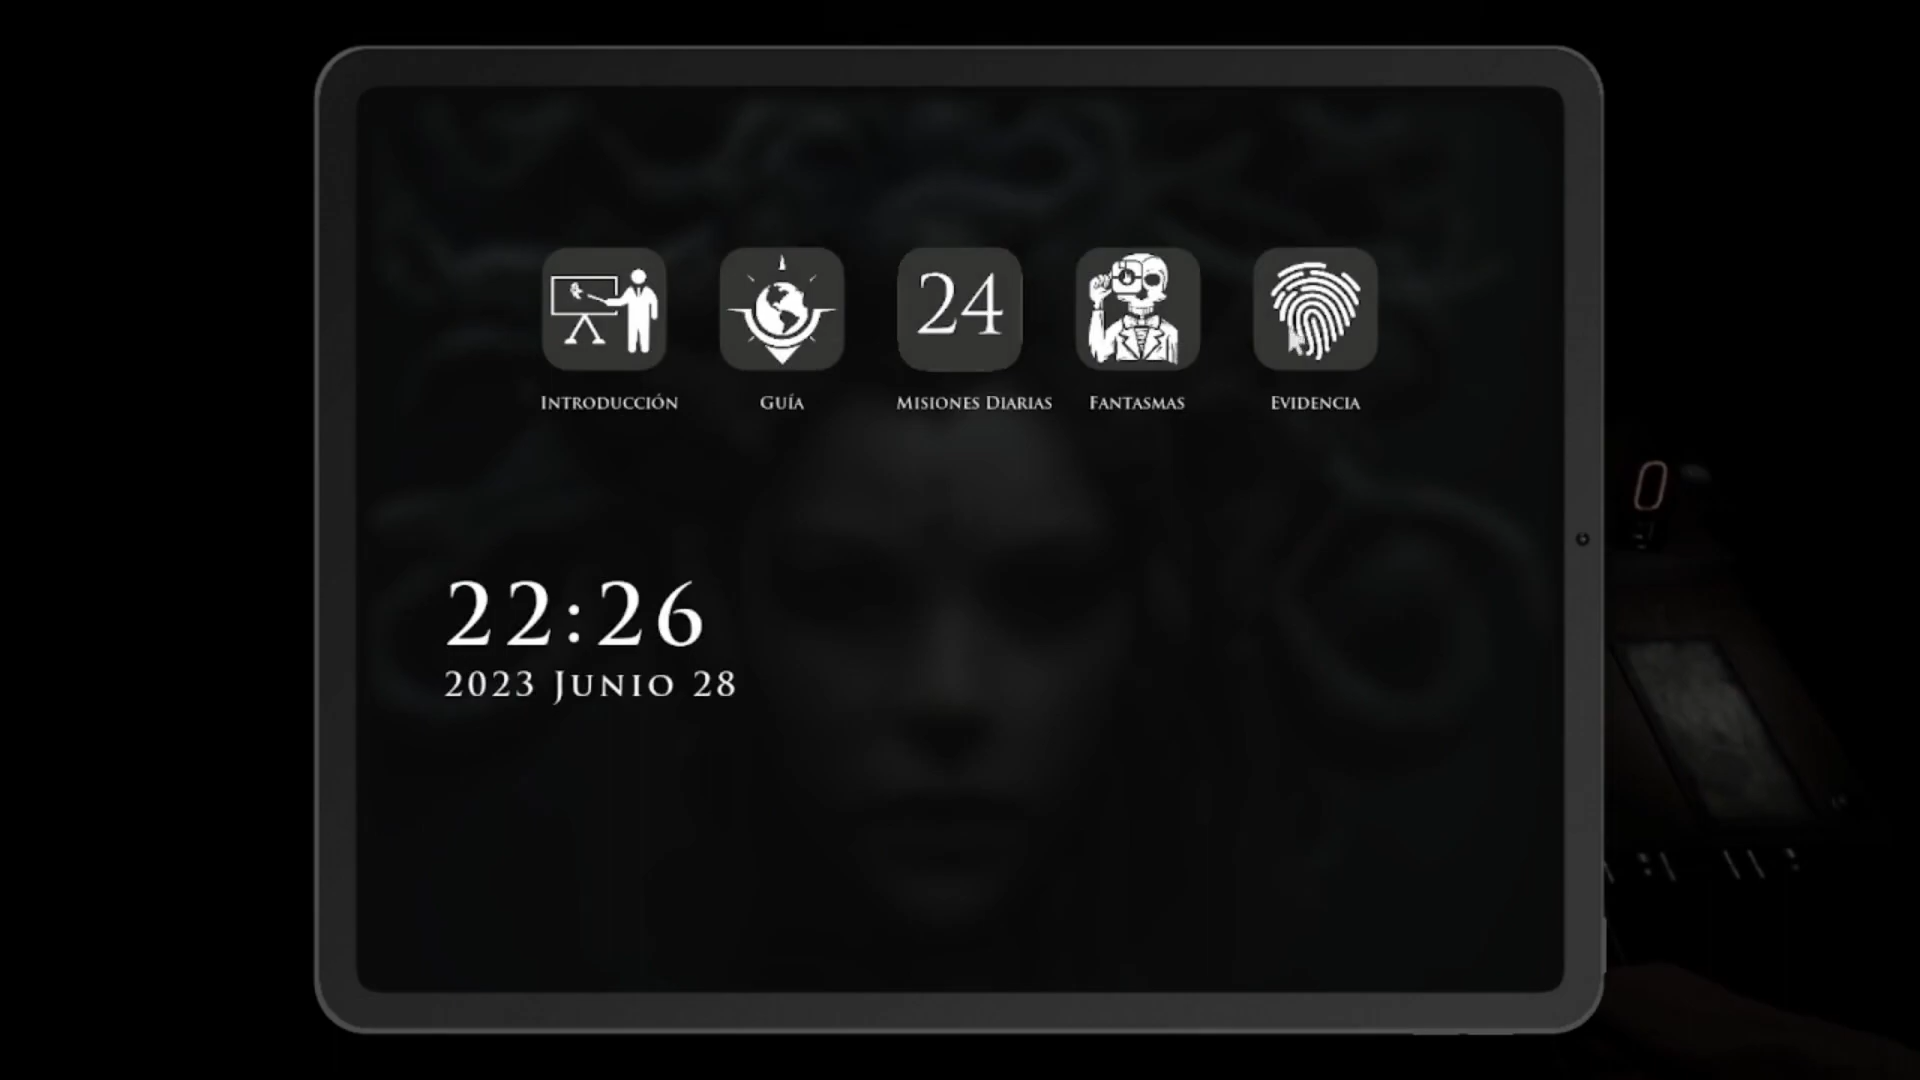 24
Introducción
Guía
Misiones Diarias
Fantasmas
Evidencia
22:26
2023 Junio 28